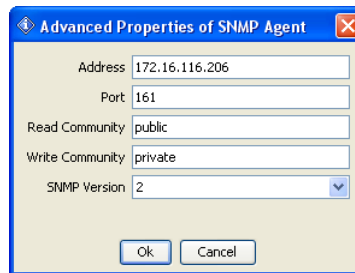 Advanced Properties of SNMP Agent
Address 172.16.116.206
Port 161
Read Community public
Write Community private
SNMP Version 2
Ok Cancel